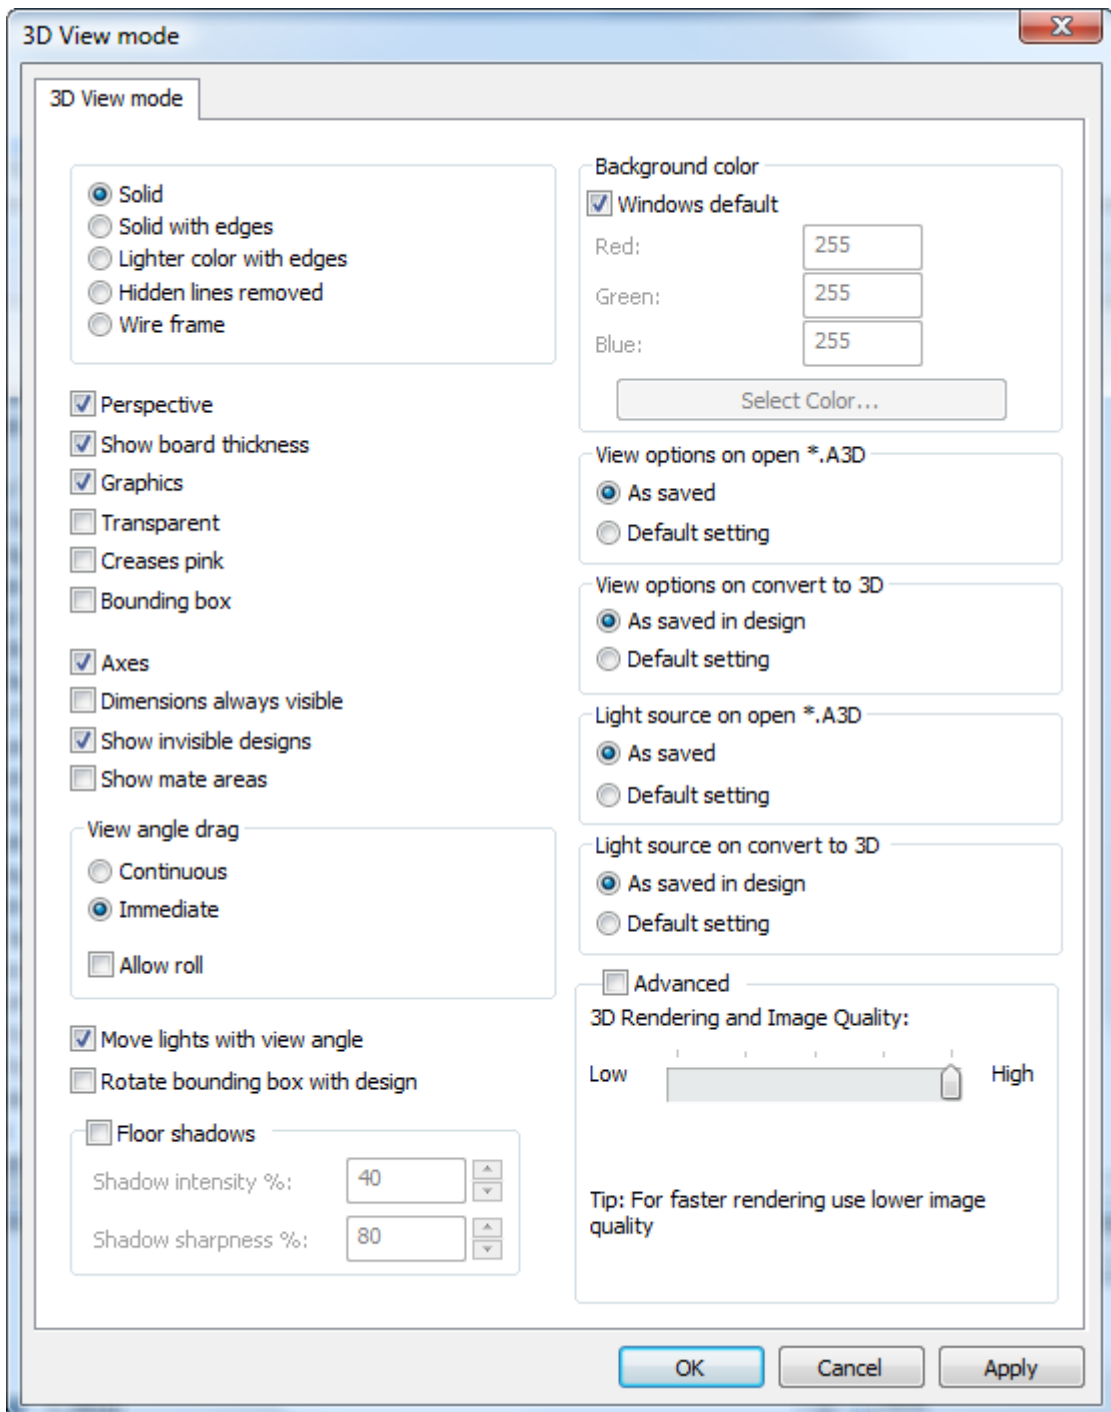 3D View mode
3D View mode
Solid
Solid with edges
Lighter color with edges
Hidden lines removed
Wire frame
Perspective
Show board thickness
Graphics
Transparent
Creases pink
Bounding box
Axes
Dimensions always visible
Show invisible designs
Show mate areas
View angle drag
Continuous
Immediate
Allow roll
Move lights with view angle
Rotate bounding box with design
Floor shadows
Shadow intensity %: 40
Shadow sharpness %: 80
Background color
Windows default
Red: 255
Green: 255
Blue: 255
Select Color...
View options on open *.A3D
As saved
Default setting
View options on convert to 3D
As saved in design
Default setting
Light source on open *.A3D
As saved
Default setting
Light source on convert to 3D
As saved in design
Default setting
Advanced
3D Rendering and Image Quality:
Low High
Tip: For faster rendering use lower image
quality
OK Cancel Apply